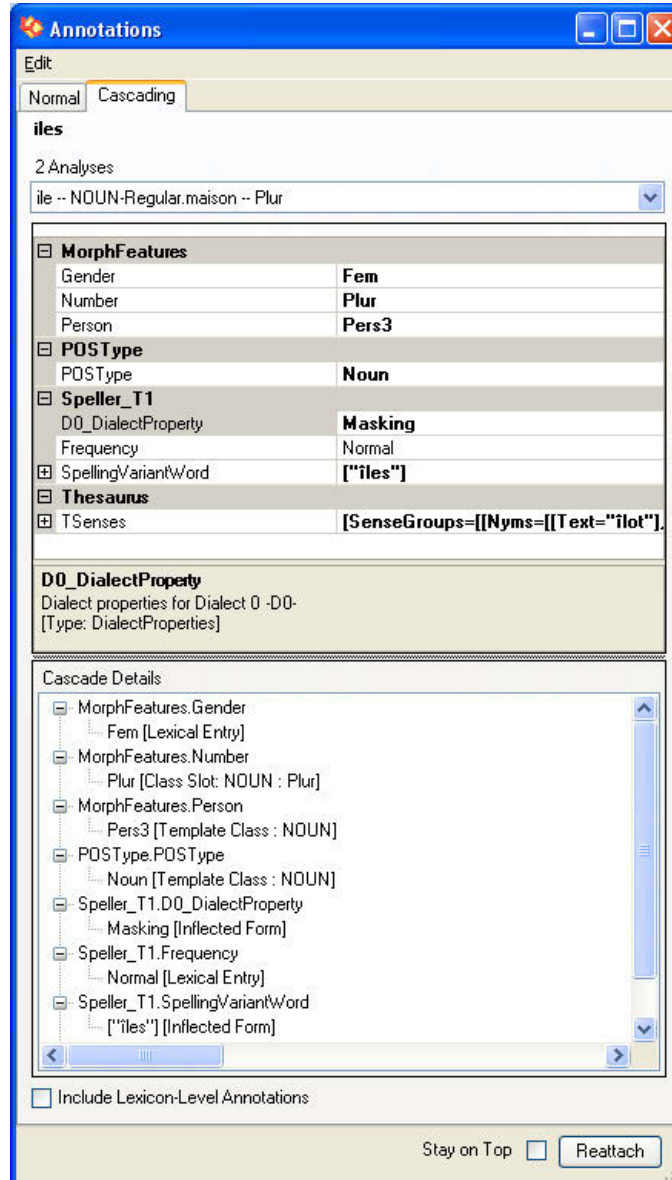 Annotations
Edit
Normal Cascading
iles
2 Analyses
ile -- NOUN-Regular.maison -- Plur
MorphFeatures
Gender Fem
Number Plur
Person Pers3
POSType
POSType Noun
Speller_T1
D0_DialectProperty Masking
Frequency Normal
SpellingVariantWord ["îles"]
Thesaurus
TSenses [SenseGroups=[[Nyms=[[Text="îlot"],
D0_DialectProperty
Dialect properties for Dialect 0 -D0-
[Type: DialectProperties]
Cascade Details
MorphFeatures.Gender
Fem [Lexical Entry]
MorphFeatures.Number
Plur [Class Slot: NOUN : Plur]
MorphFeatures.Person
Pers3 [Template Class : NOUN]
POSType.POSType
Noun [Template Class : NOUN]
Speller_T1.D0_DialectProperty
Masking [Inflected Form]
Speller_T1.Frequency
Normal [Lexical Entry]
Speller_T1.SpellingVariantWord
["îles"] [Inflected Form]
Include Lexicon-Level Annotations
Stay on Top Reattach